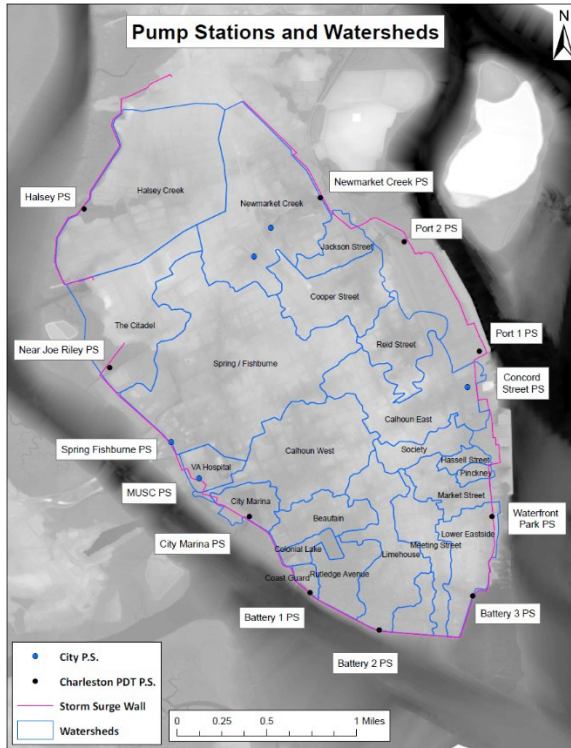 Pump Stations and Watersheds
N
Halsey PS
Halsey Creek
Newmarket Creek PS
Newmarket Creek
Port 2 PS
Jackson Street
Cooper Street
The Citadel
Near Joe Riley PS
Reid Street
Port 1 PS
Spring / Fishburne
Concord
Street PS
Calhoun East
Spring Fishburne PS
Calhoun West
Society
Hassell Street
VA Hospital
Pinckney
MUSC PS
Market Street
City Marina
Waterfront
Park PS
Beaufain
City Marina PS
Lower Eastside
Meeting Street
Colonial Lake
Limehouse
Coast Guard
Rutledge Avenue
Battery 1 PS
Battery 3 PS
Battery 2 PS
City P.S.
Charleston PDT P.S.
Storm Surge Wall
Watersheds
0 0.25 0.5 1 Miles